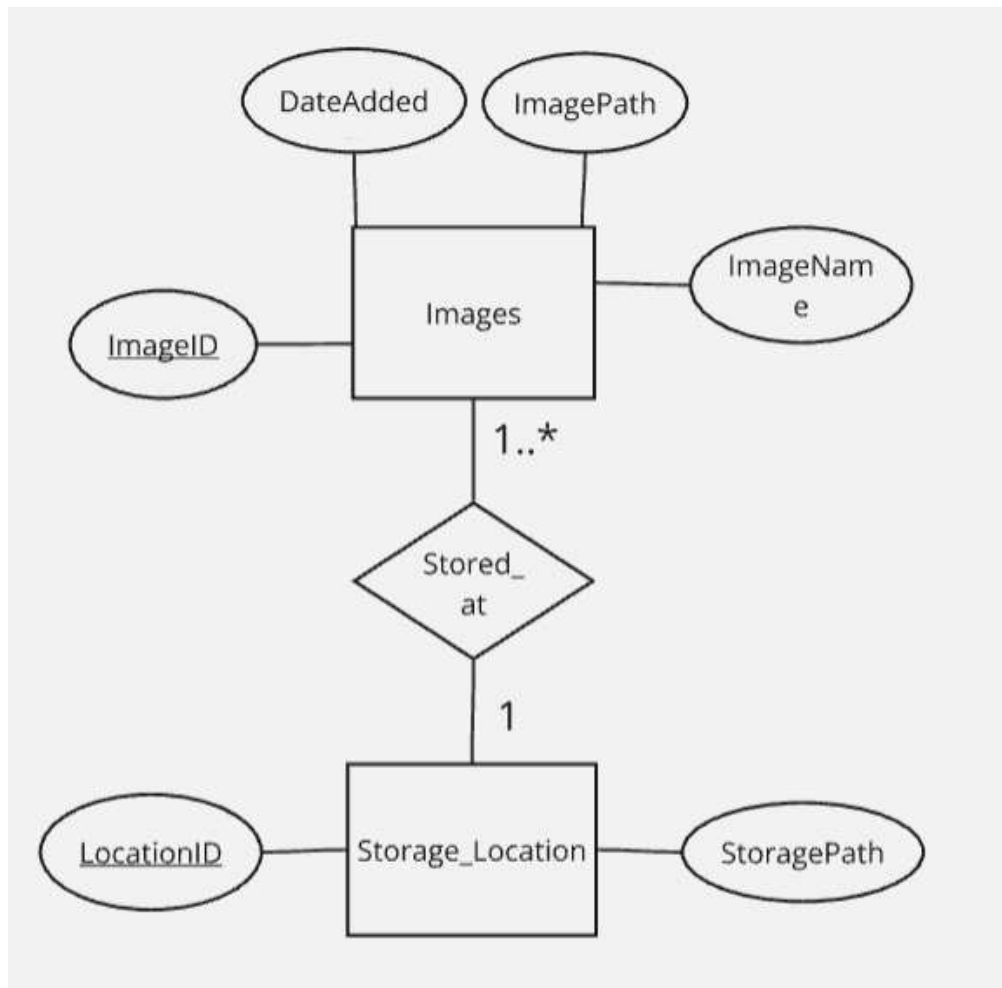 DateAdded
ImagePath
ImageNam
e
Images
ImageID
1..*
Stored_
at
1
LocationID
Storage_Location
StoragePath